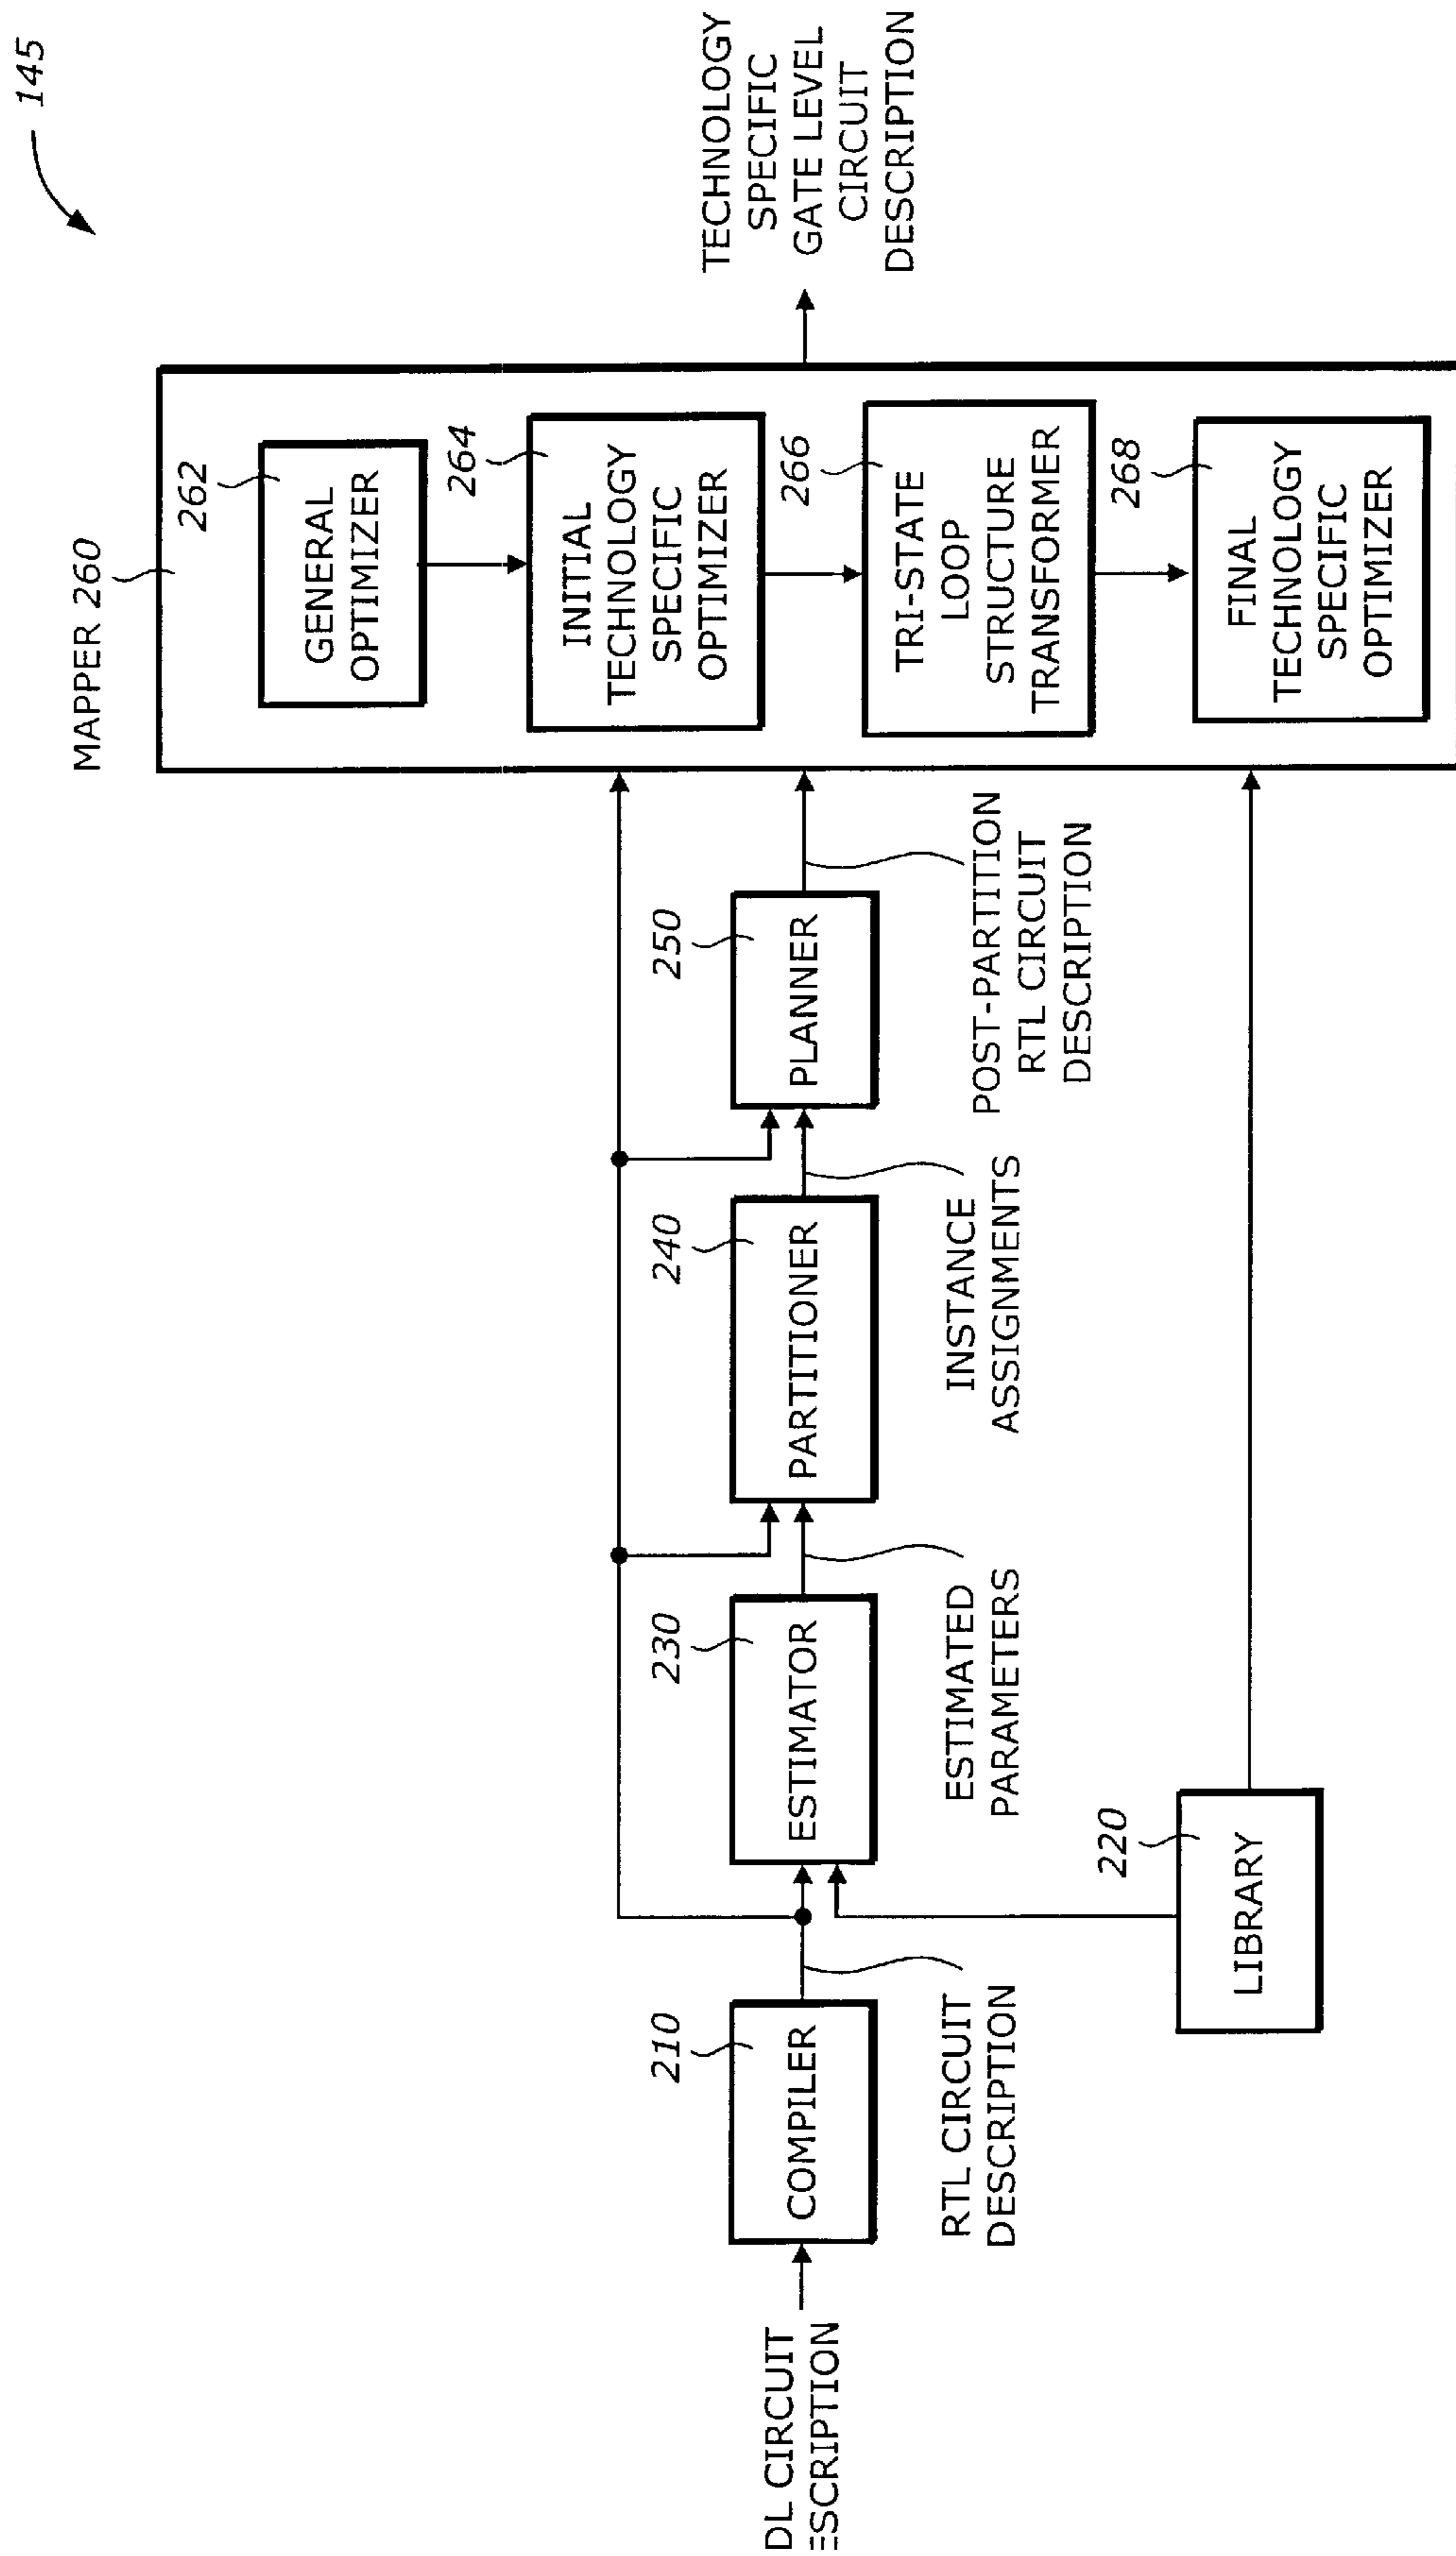 145
MAPPER 260
262
GENERAL
OPTIMIZER
264
INITIAL
TECHNOLOGY
SPECIFIC
OPTIMIZER
266
TRI-STATE
LOOP
STRUCTURE
TRANSFORMER
268
FINAL
TECHNOLOGY
SPECIFIC
OPTIMIZER
TECHNOLOGY
SPECIFIC
GATE LEVEL
CIRCUIT
DESCRIPTION
DL CIRCUIT
ESCRIPTION
210
COMPILER
RTL CIRCUIT
DESCRIPTION
220
LIBRARY
230
ESTIMATOR
ESTIMATED
PARAMETERS
240
PARTITIONER
INSTANCE
ASSIGNMENTS
250
PLANNER
POST-PARTITION
RTL CIRCUIT
DESCRIPTION